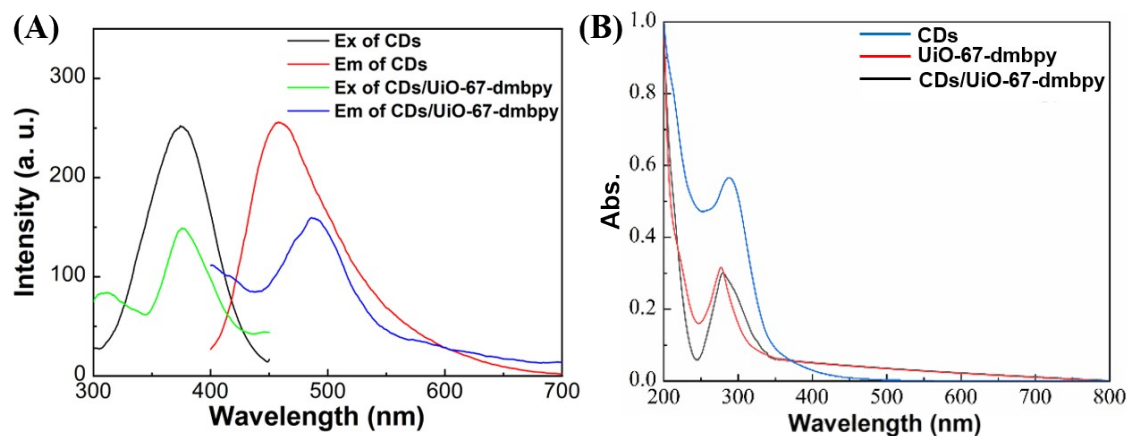 (A)
Ex of CDs
Em of CDs
Ex of CDs/UiO-67-dmbpy
Em of CDs/UiO-67-dmbpy
Intensity (a. u.)
300
200
100
0
300 400 500 600 700
Wavelength (nm)
(B)
CDs
UiO-67-dmbpy
CDs/UiO-67-dmbpy
Abs.
1.0
0.8
0.6
0.4
0.2
0.0
200 300 400 500 600 700 800
Wavelength (nm)